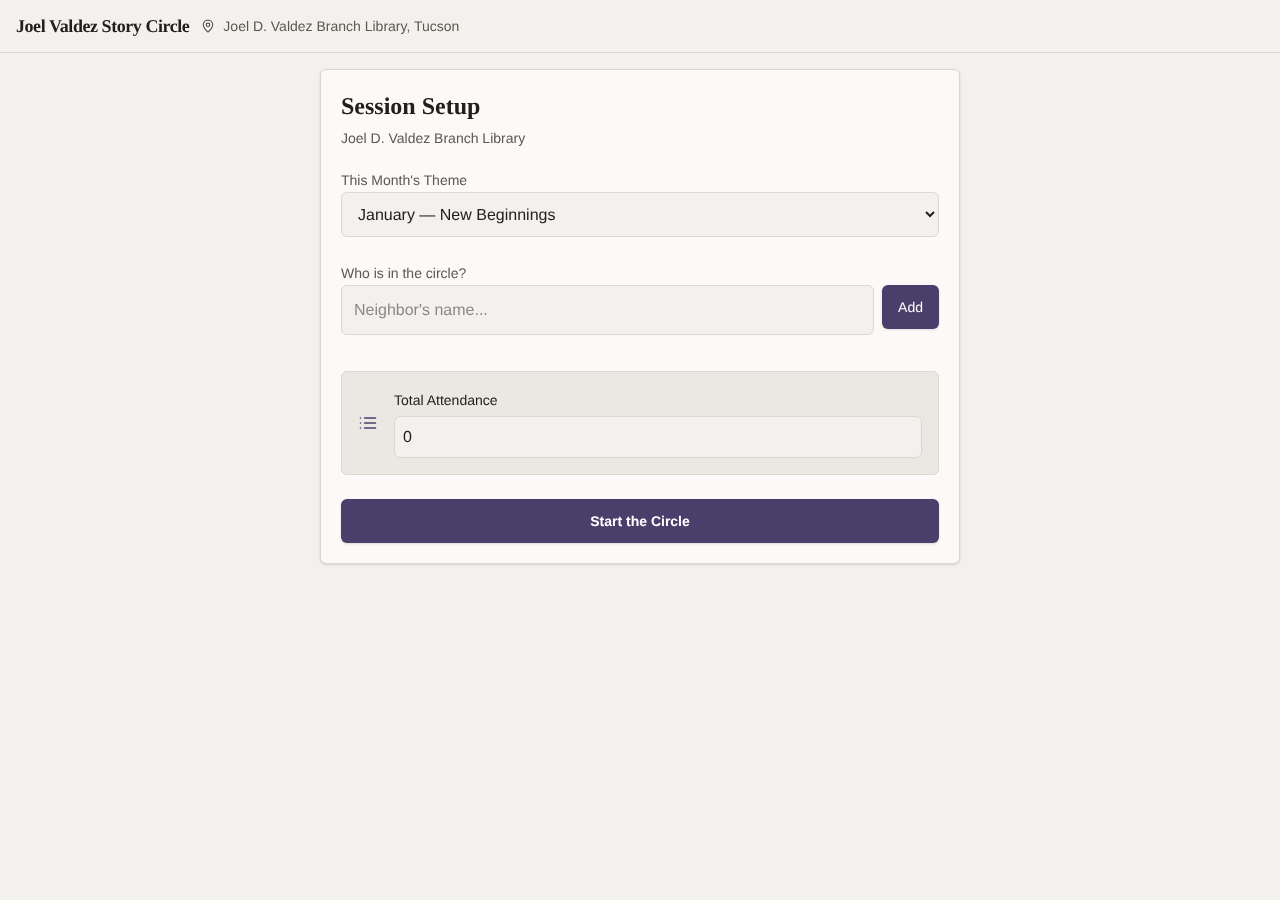 Joel Valdez Story Circle Joel D. Valdez Branch Library, Tucson
Session Setup
Joel D. Valdez Branch Library
This Month's Theme
January — New Beginnings
Who is in the circle?
Neighbor's name... Add
Total Attendance
0
Start the Circle